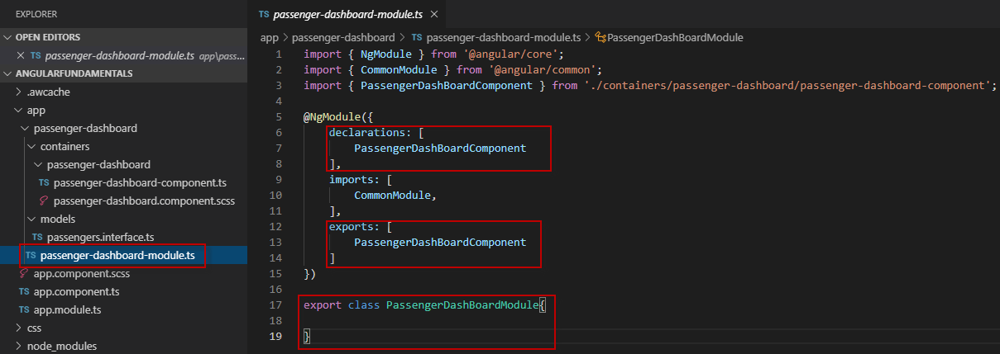 EXPLORER
OPEN EDITORS
TS passenger-dashboard-module.ts app\pass...
ANGULARFUNDAMENTALS
.awcache
app
passenger-dashboard
containers
passenger-dashboard
TS passenger-dashboard-component.ts
passenger-dashboard.component.scss
models
TS passengers.interface.ts
TS passenger-dashboard-module.ts
app.component.scss
TS app.component.ts
TS app.module.ts
css
node_modules
TS passenger-dashboard-module.ts
app > passenger-dashboard > TS passenger-dashboard-module.ts > PassengerDashBoardModule
1 import { NgModule } from '@angular/core';
2 import { CommonModule } from '@angular/common';
3 import { PassengerDashBoardComponent } from './containers/passenger-dashboard/passenger-dashboard-component';
4
5 @NgModule({
6 declarations: [
7 PassengerDashBoardComponent
8 ],
9 imports: [
10 CommonModule,
11 ],
12 exports: [
13 PassengerDashBoardComponent
14 ]
15 })
16
17 export class PassengerDashBoardModule{
18
19 }